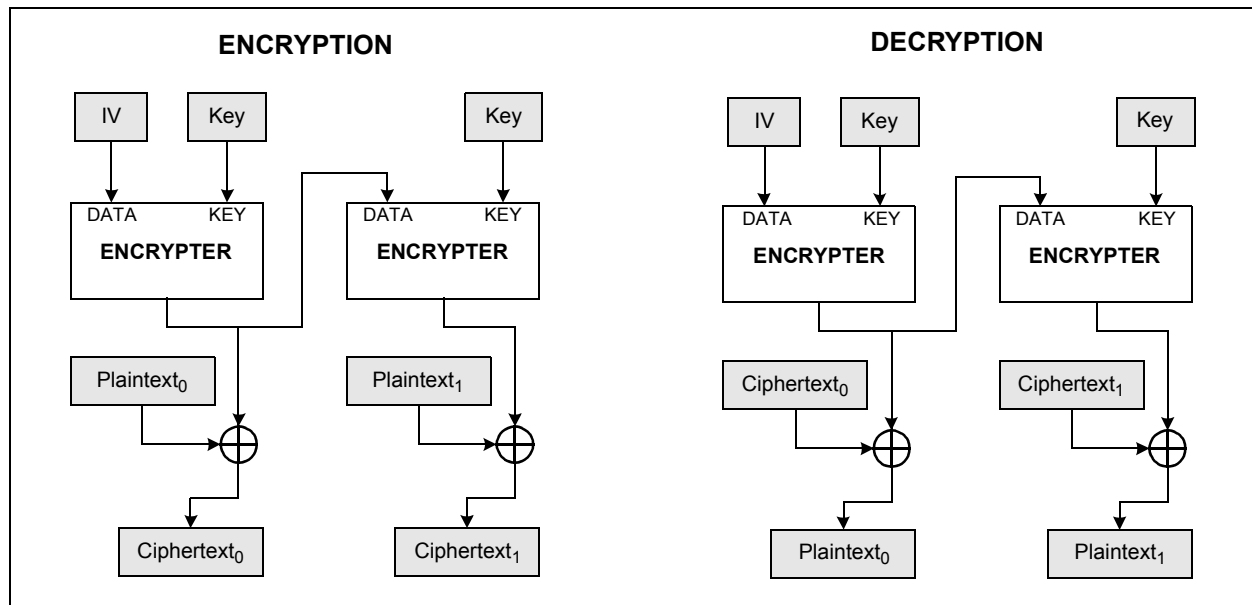 ENCRYPTION
IV
Key
Key
DATA
KEY
ENCRYPTER
DATA
KEY
ENCRYPTER
Plaintext0
Plaintext1
Ciphertext0
Ciphertext1
DECRYPTION
IV
Key
Key
DATA
KEY
ENCRYPTER
DATA
KEY
ENCRYPTER
Ciphertext0
Ciphertext1
Plaintext0
Plaintext1